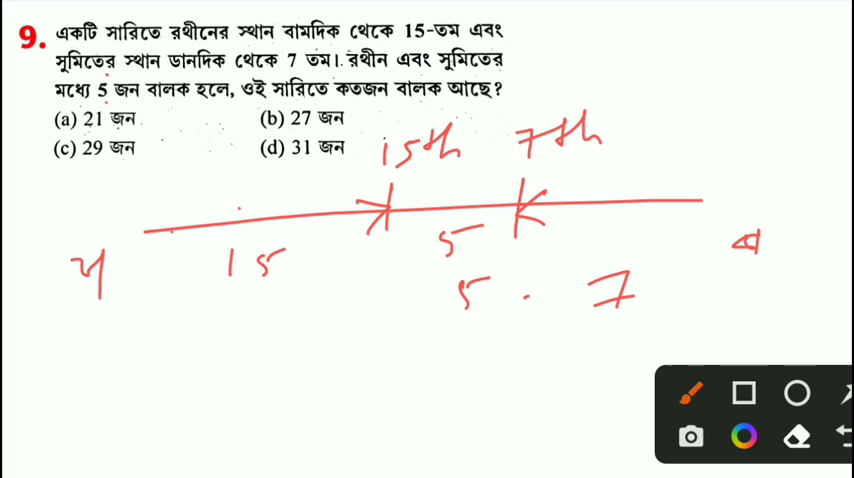 9. একটি সারিতে রথীনের স্থান বামদিক থেকে 15-তম এবং
সুমিতের স্থান ডানদিক থেকে 7 তম। রথীন এবং সুমিতের
মধ্যে 5 জন বালক হলে, ওই সারিতে কতজন বালক আছে?
(a) 21 জন (b) 27 জন
(c) 29 জন (d) 31 জন
15th 7th
15 5
5 . 7